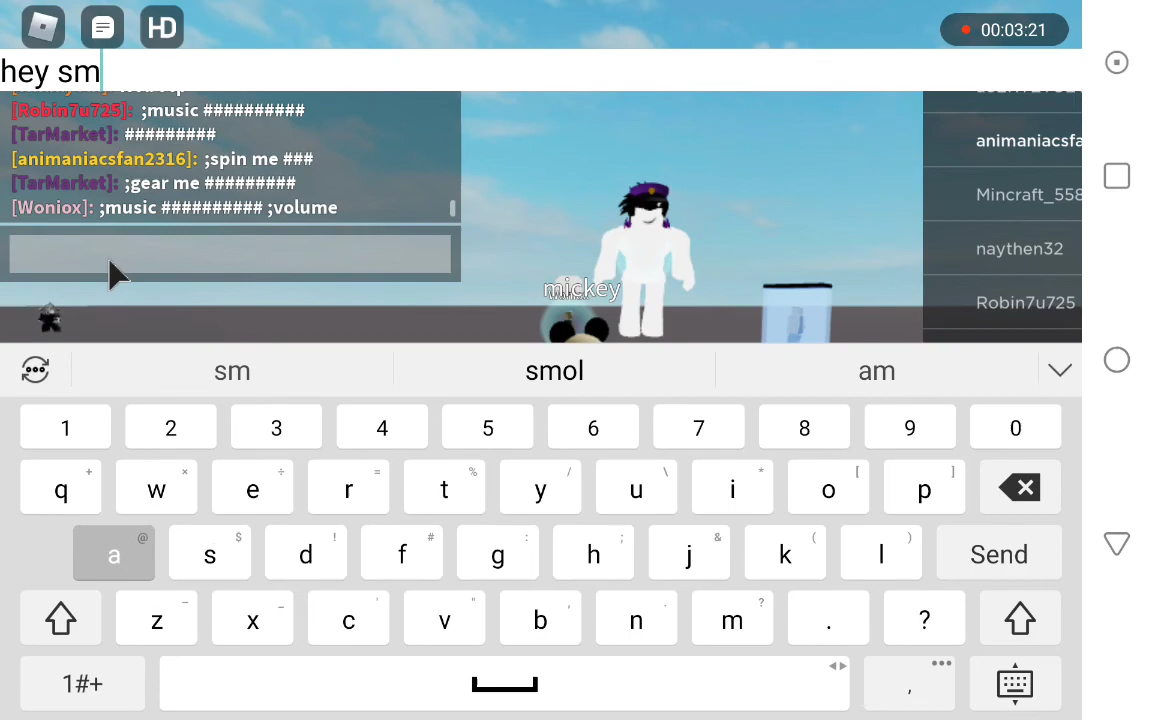 HD
00:03:21
hey sm
[Robin7u725]: ;music ##########
[TarMarket]: #########
[animaniacsfan2316]: ;spin me ###
[TarMarket]: ;gear me #########
[Woniox]: ;music ########## ;volume
animaniacsfa
Mincraft_558
naythen32
Robin7u725
mickey
sm smol am
1 2 3 4 5 6 7 8 9 0
+ × ÷ = % / \ * [ ]
q w e r t y u i o p
@ $ ! # : ; & ( )
a s d f g h j k l Send
- _ ' " , . ?
z x c v b n m . ?
1#+ ,